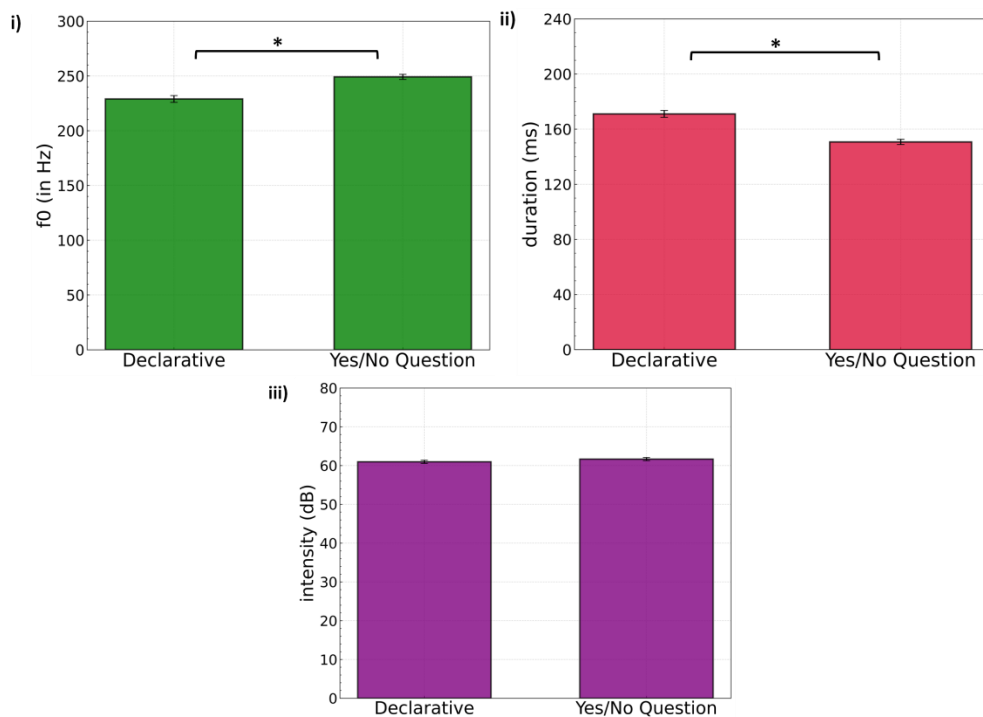 i)
300
250
200
150
100
50
0
f0 (in Hz)
*
Declarative Yes/No Question
ii)
240
200
160
120
80
40
0
duration (ms)
*
Declarative Yes/No Question
iii)
80
70
60
50
40
30
20
10
0
intensity (dB)
Declarative Yes/No Question